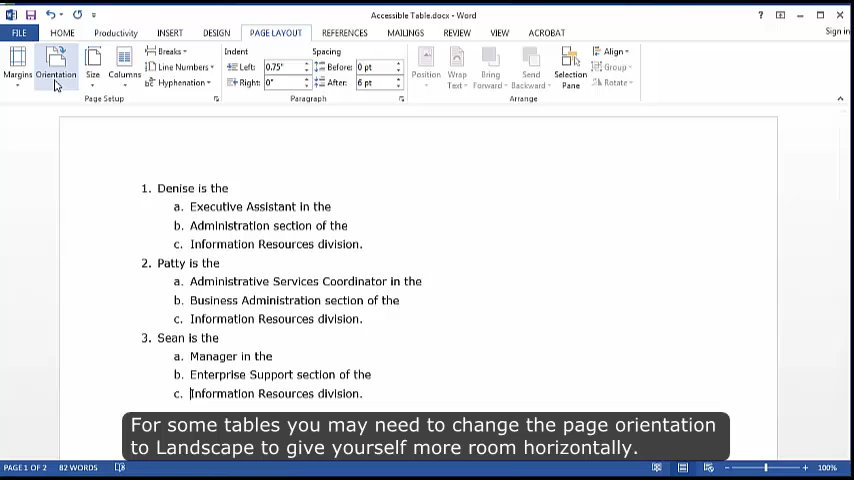 Accessible Table.docx - Word
Sign in
FILE HOME Productivity INSERT DESIGN PAGE LAYOUT REFERENCES MAILINGS REVIEW VIEW ACROBAT
Margins Orientation Size Columns
Breaks
Line Numbers
Hyphenation
Page Setup
Indent Spacing
Left: 0.75" Before: 0 pt
Right: 0" After: 6 pt
Paragraph
Position Wrap Text Bring Forward Send Backward Selection Pane
Align
Group
Rotate
Arrange
1. Denise is the
a. Executive Assistant in the
b. Administration section of the
c. Information Resources division.
2. Patty is the
a. Administrative Services Coordinator in the
b. Business Administration section of the
c. Information Resources division.
3. Sean is the
a. Manager in the
b. Enterprise Support section of the
c. Information Resources division.
For some tables you may need to change the page orientation
to Landscape to give yourself more room horizontally.
PAGE 1 OF 2 82 WORDS 100%